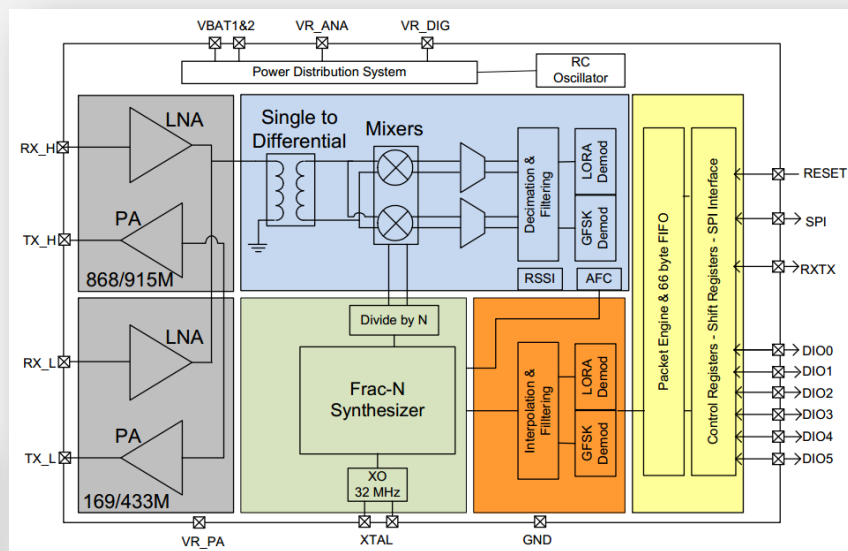 VBAT1&2
VR_ANA
VR_DIG
Power Distribution System
RC
Oscillator
LNA
RX_H
PA
TX_H
868/915M
LNA
RX_L
PA
TX_L
169/433M
VR_PA
Single to
Differential
Mixers
Decimation &
Filtering
LORA
Demod
GFSK
Demod
RSSI
AFC
Divide by N
Frac-N
Synthesizer
XO
32 MHz
XTAL
Interpolation &
Filtering
LORA
Demod
GFSK
Demod
GND
Packet Engine & 66 byte FIFO
Control Registers - Shift Registers - SPI Interface
RESET
SPI
RXTX
DIO0
DIO1
DIO2
DIO3
DIO4
DIO5